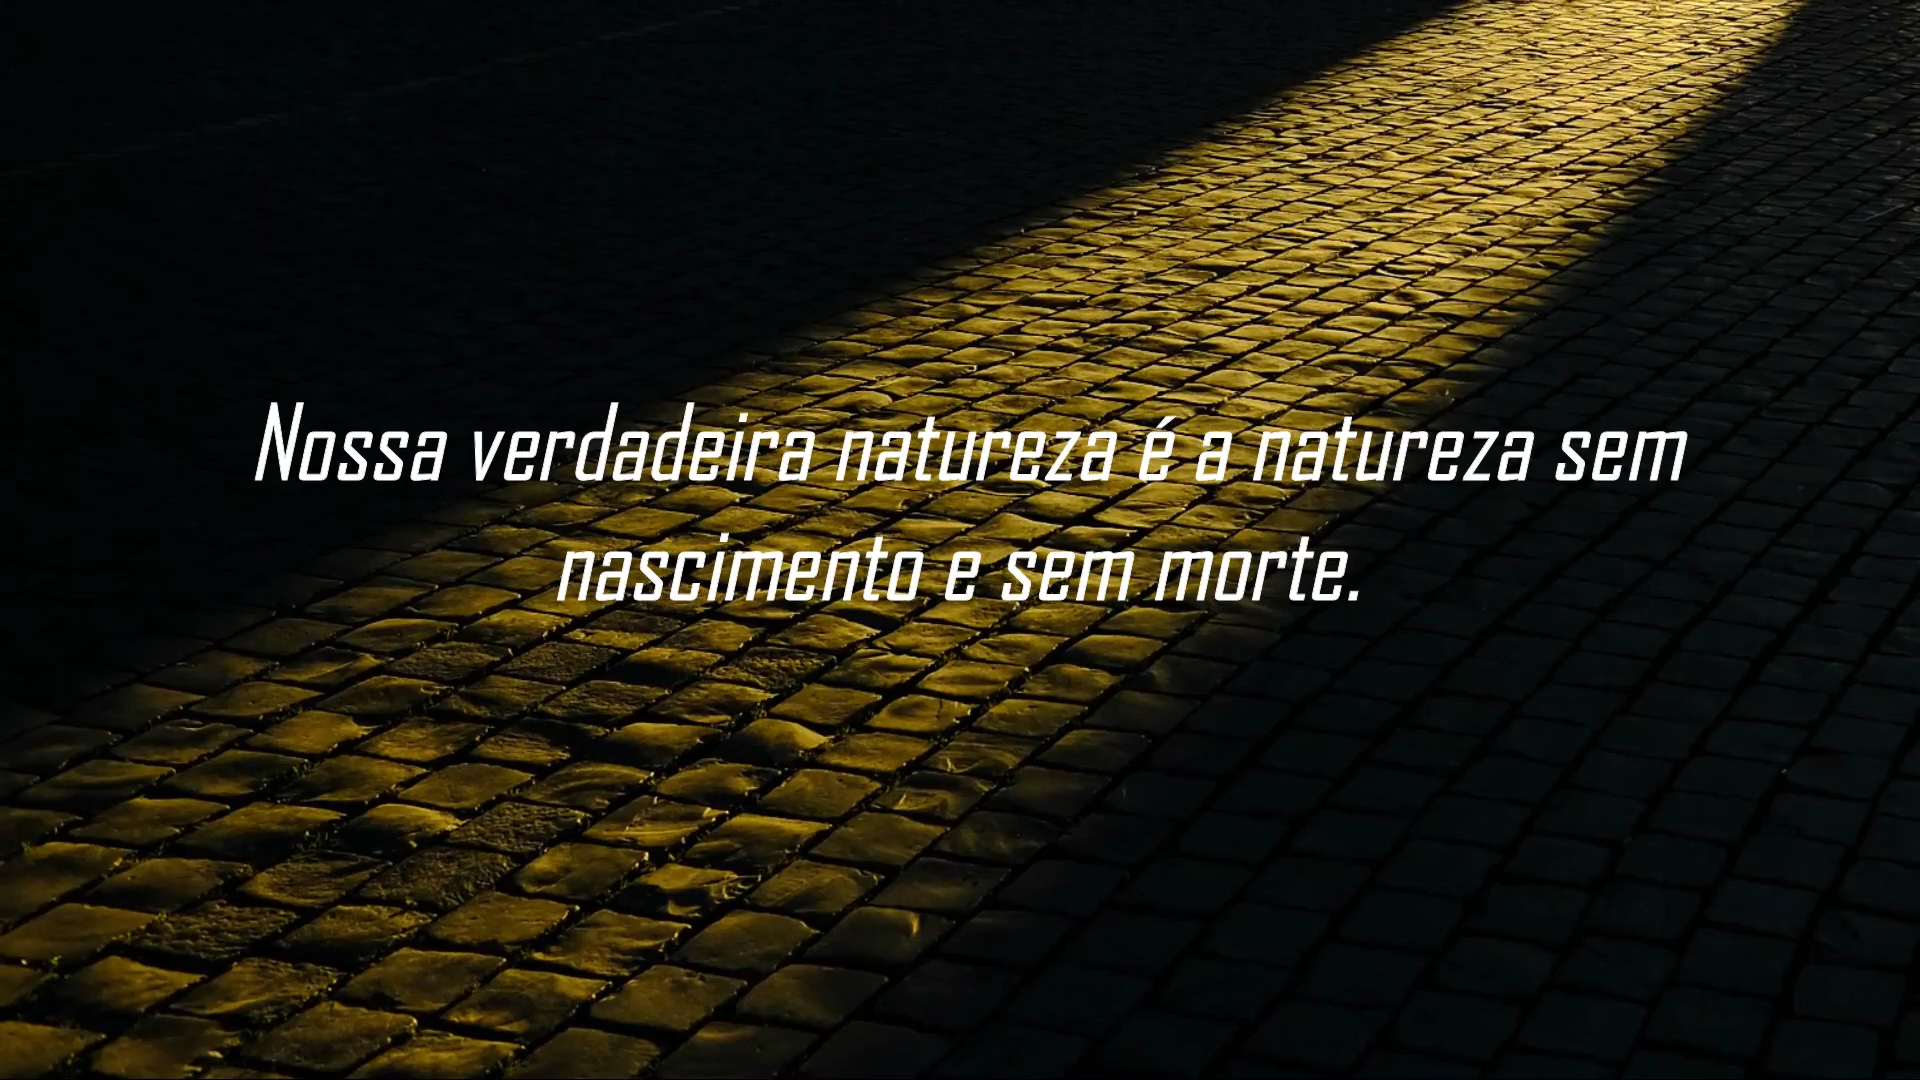 Nossa verdadeira natureza é a natureza sem
nascimento e sem morte.